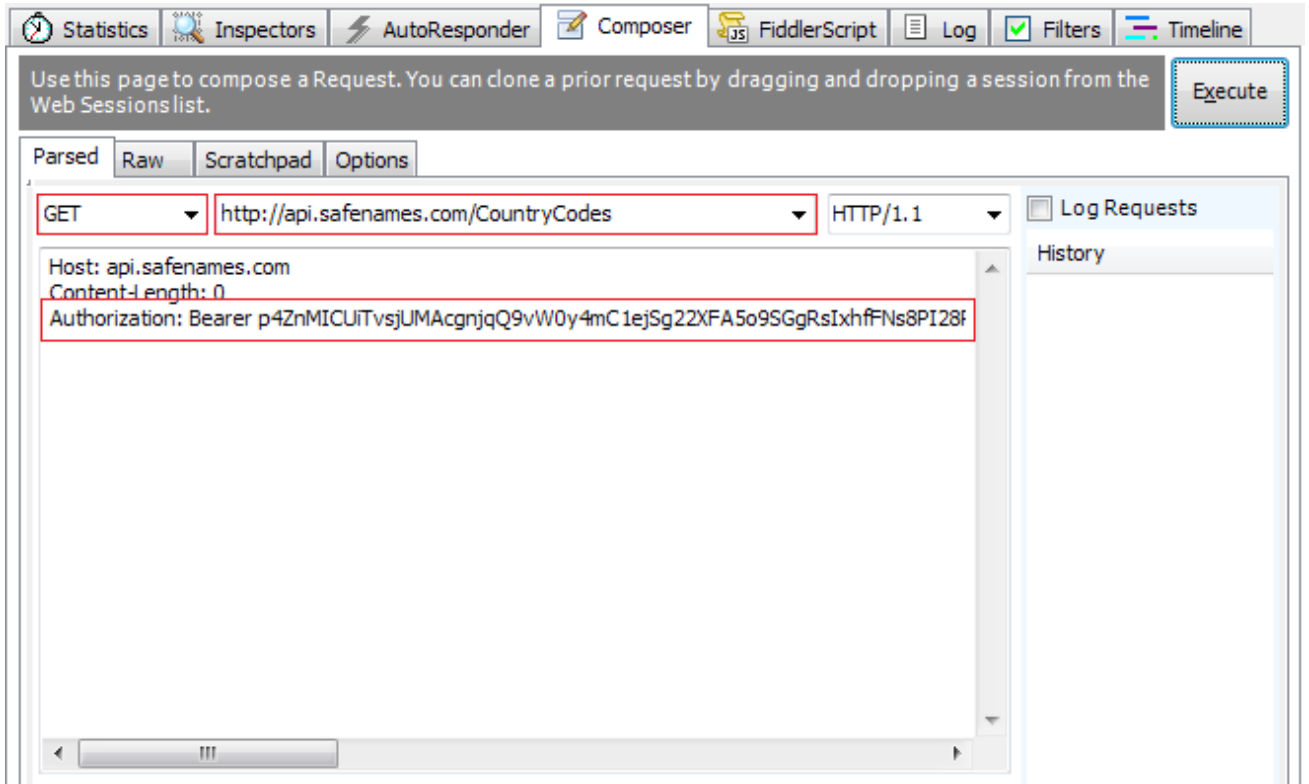 Statistics Inspectors AutoResponder Composer FiddlerScript Log Filters Timeline
Use this page to compose a Request. You can clone a prior request by dragging and dropping a session from the
Web Sessions list.
Execute
Parsed Raw Scratchpad Options
GET http://api.safenames.com/CountryCodes HTTP/1.1
Log Requests
History
Host: api.safenames.com
Content-Length: 0
Authorization: Bearer